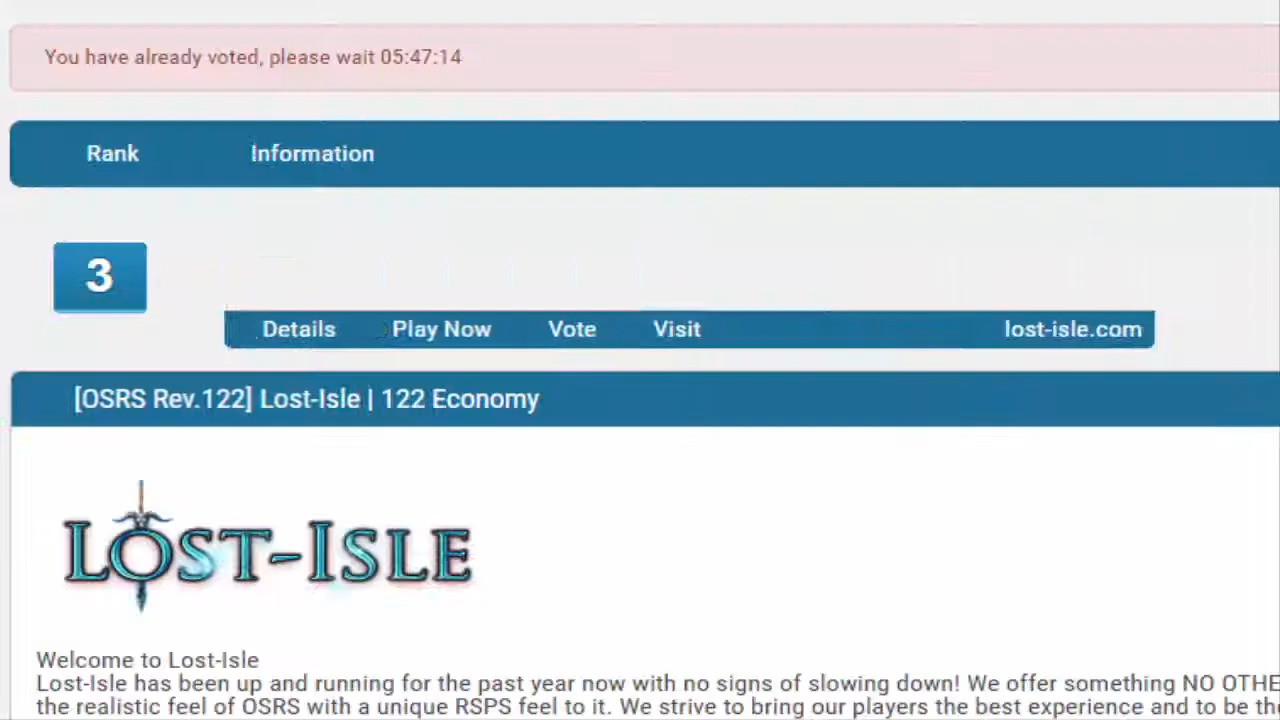 You have already voted, please wait 05:47:14
Rank Information
3
Details Play Now Vote Visit lost-isle.com
[OSRS Rev.122] Lost-Isle | 122 Economy
LOST-ISLE
Welcome to Lost-Isle
Lost-Isle has been up and running for the past year now with no signs of slowing down! We offer something NO
the realistic feel of OSRS with a unique RSPS feel to it. We strive to bring our players the best experience and to be